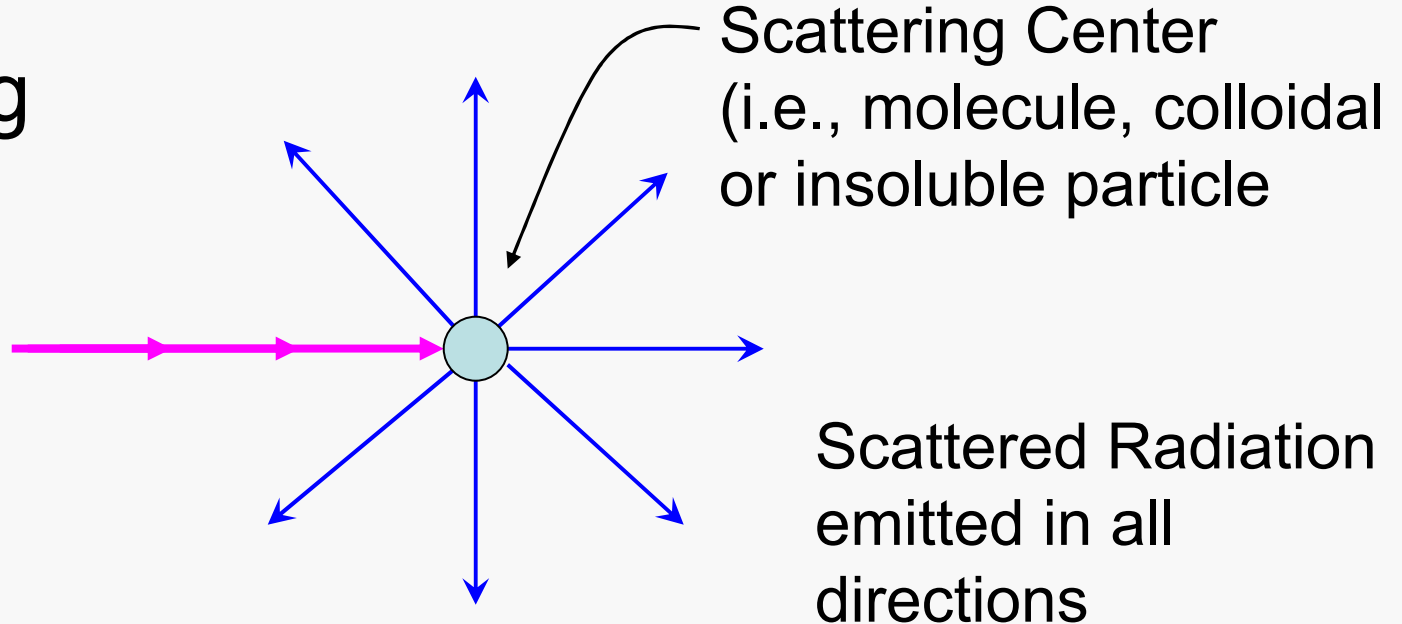 g
Scattering Center
(i.e., molecule, colloidal
or insoluble particle
Scattered Radiation
emitted in all
directions